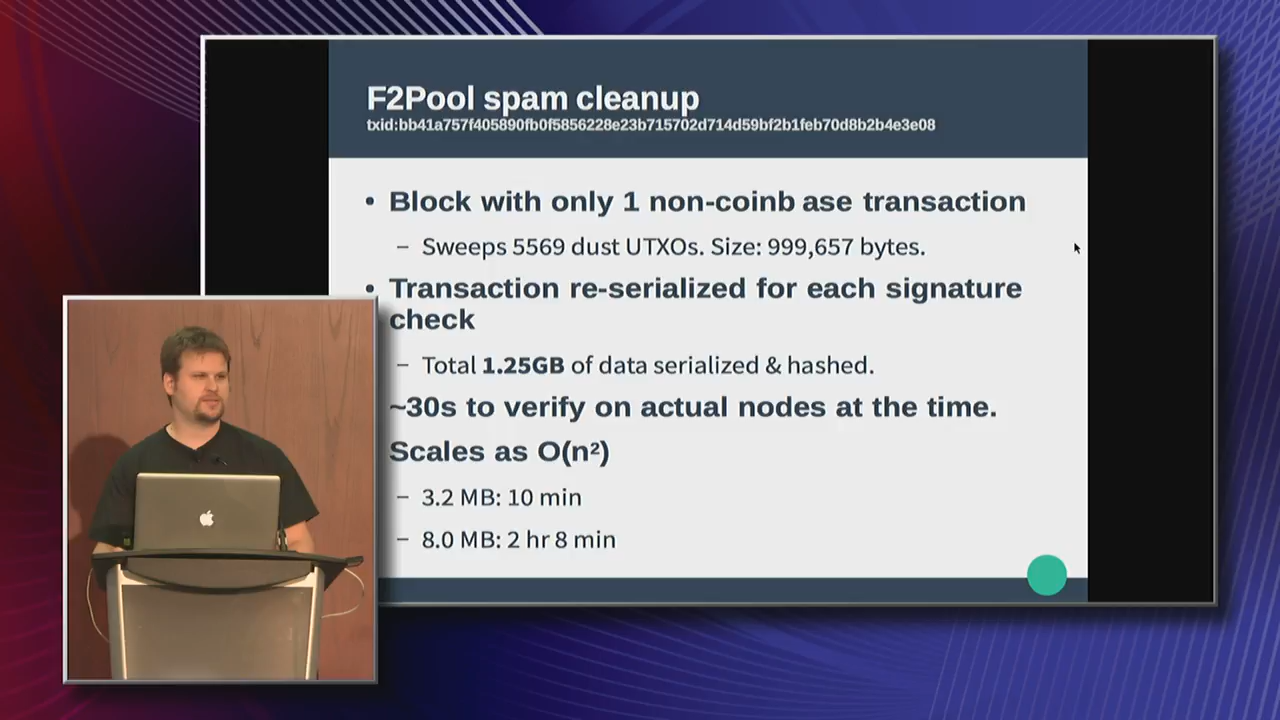 F2Pool spam cleanup
txid:bb41a757f405890fb0f5856228e23b715702d714d59bf2b1feb70d8b2b4e3e08
• Block with only 1 non-coinb ase transaction
– Sweeps 5569 dust UTXOs. Size: 999,657 bytes.
• Transaction re-serialized for each signature
check
– Total 1.25GB of data serialized & hashed.
~30s to verify on actual nodes at the time.
Scales as O(n²)
– 3.2 MB: 10 min
– 8.0 MB: 2 hr 8 min